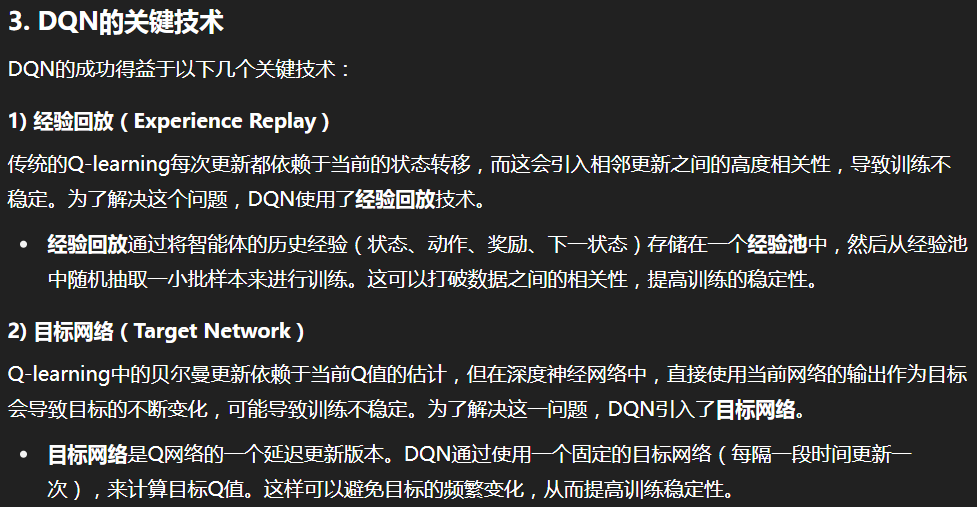 3. DQN的关键技术
DQN的成功得益于以下几个关键技术：
1) 经验回放（Experience Replay）
传统的Q-learning每次更新都依赖于当前的状态转移，而这会引入相邻更新之间的高度相关性，导致训练不
稳定。为了解决这个问题，DQN使用了经验回放技术。
• 经验回放通过将智能体的历史经验（状态、动作、奖励、下一状态）存储在一个经验池中，然后从经验池
中随机抽取一小批样本来进行训练。这可以打破数据之间的相关性，提高训练的稳定性。
2) 目标网络（Target Network）
Q-learning中的贝尔曼更新依赖于当前Q值的估计，但在深度神经网络中，直接使用当前网络的输出作为目标
会导致目标的不断变化，可能导致训练不稳定。为了解决这一问题，DQN引入了目标网络。
• 目标网络是Q网络的一个延迟更新版本。DQN通过使用一个固定的目标网络（每隔一段时间更新一
次），来计算目标Q值。这样可以避免目标的频繁变化，从而提高训练稳定性。